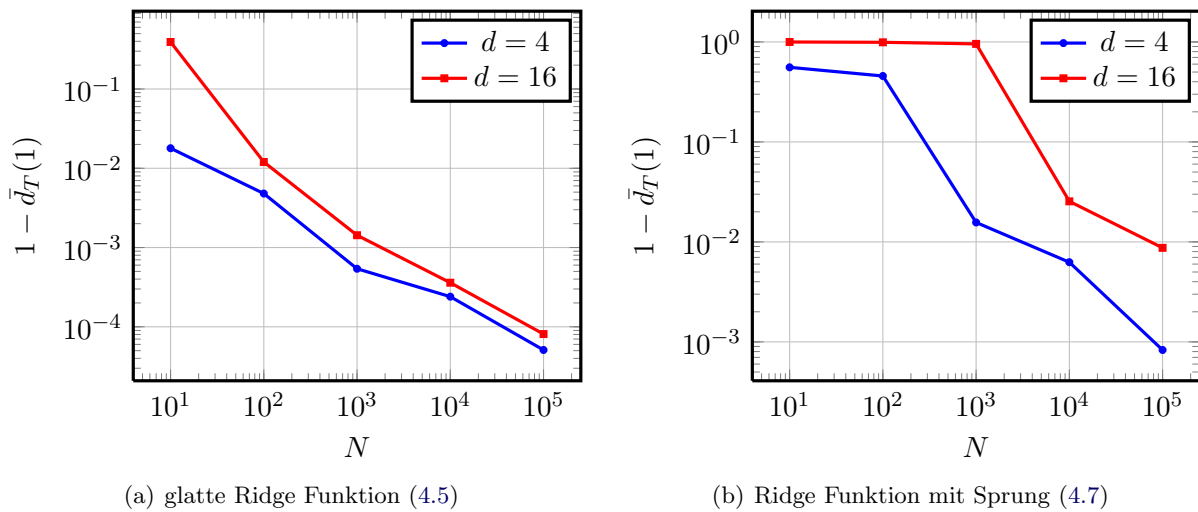 d = 4
d = 16
10^{-1}
10^{-2}
10^{-3}
10^{-4}
1 − \bar{d}_T(1)
10^1 10^2 10^3 10^4 10^5
N
(a) glatte Ridge Funktion (4.5)
d = 4
d = 16
10^0
10^{-1}
10^{-2}
10^{-3}
1 − \bar{d}_T(1)
10^1 10^2 10^3 10^4 10^5
N
(b) Ridge Funktion mit Sprung (4.7)